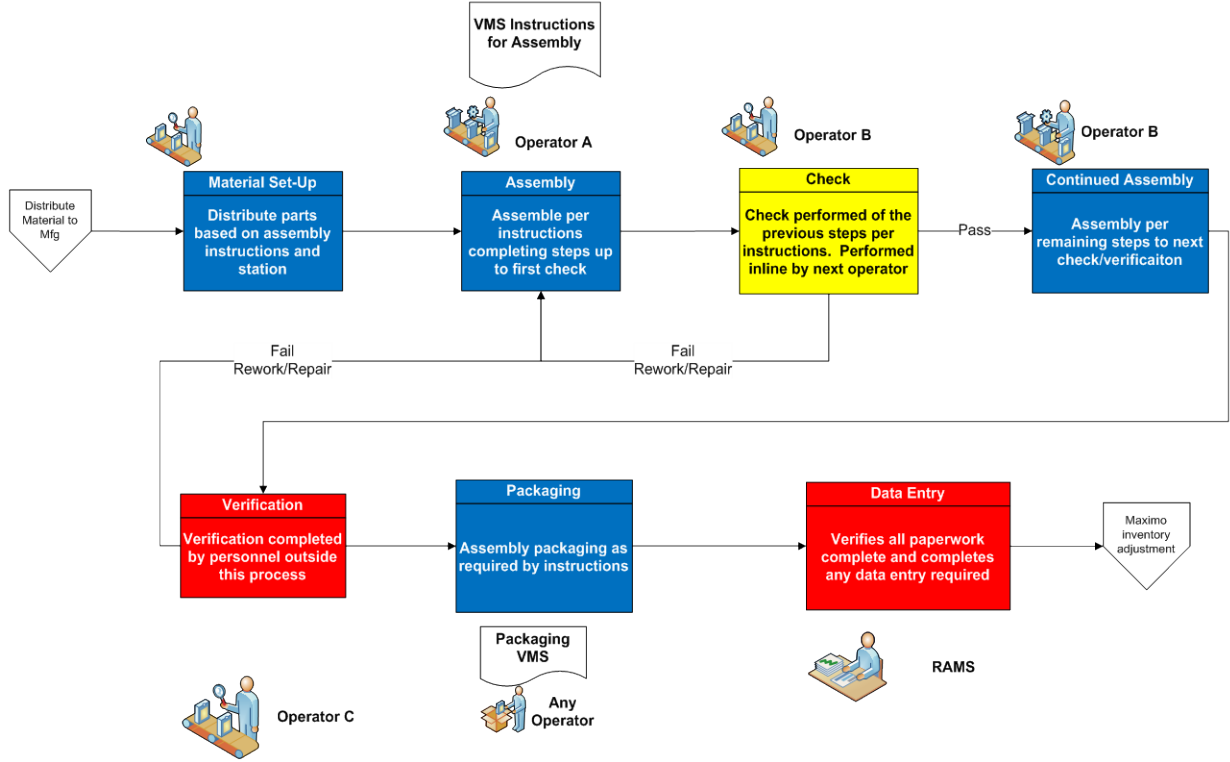 VMS Instructions
for Assembly
Operator A
Operator B
Operator B
Distribute
Material to
Mfg
Material Set-Up
Distribute parts
based on assembly
instructions and
station
Assembly
Assemble per
instructions
completing steps up
to first check
Check
Check performed of the
previous steps per
instructions.  Performed
inline by next operator
Pass
Continued Assembly
Assembly per
remaining steps to next
check/verificaiton
Fail
Rework/Repair
Fail
Rework/Repair
Verification
Verification completed
by personnel outside
this process
Packaging
Assembly packaging as
required by instructions
Data Entry
Verifies all paperwork
complete and completes
any data entry required
Maximo
inventory
adjustment
Operator C
Packaging
VMS
Any
Operator
RAMS